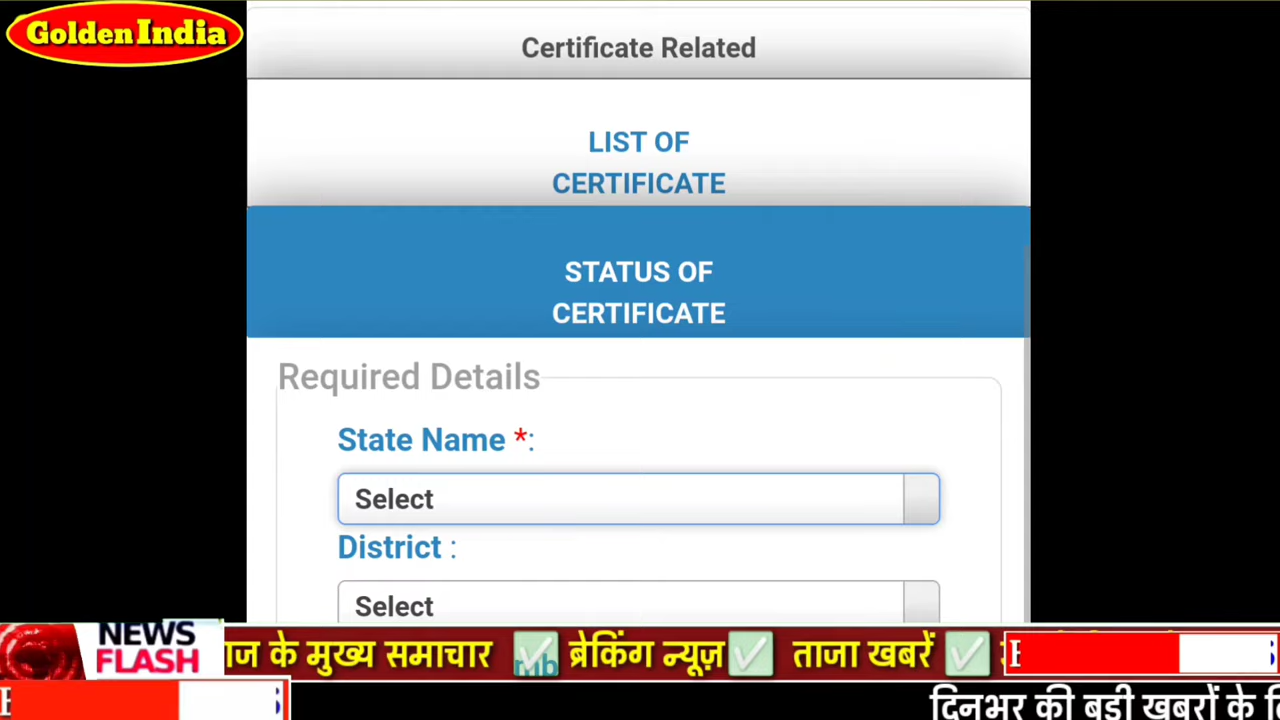 Golden India
Certificate Related
LIST OF
CERTIFICATE
STATUS OF
CERTIFICATE
Required Details
State Name *:
Select
District :
Select
NEWS
FLASH
के मुख्य समाचार ✅ ब्रेकिंग न्यूज़ ✅ ताजा खबरें ✅
दिनभर की बड़ी खबरों के